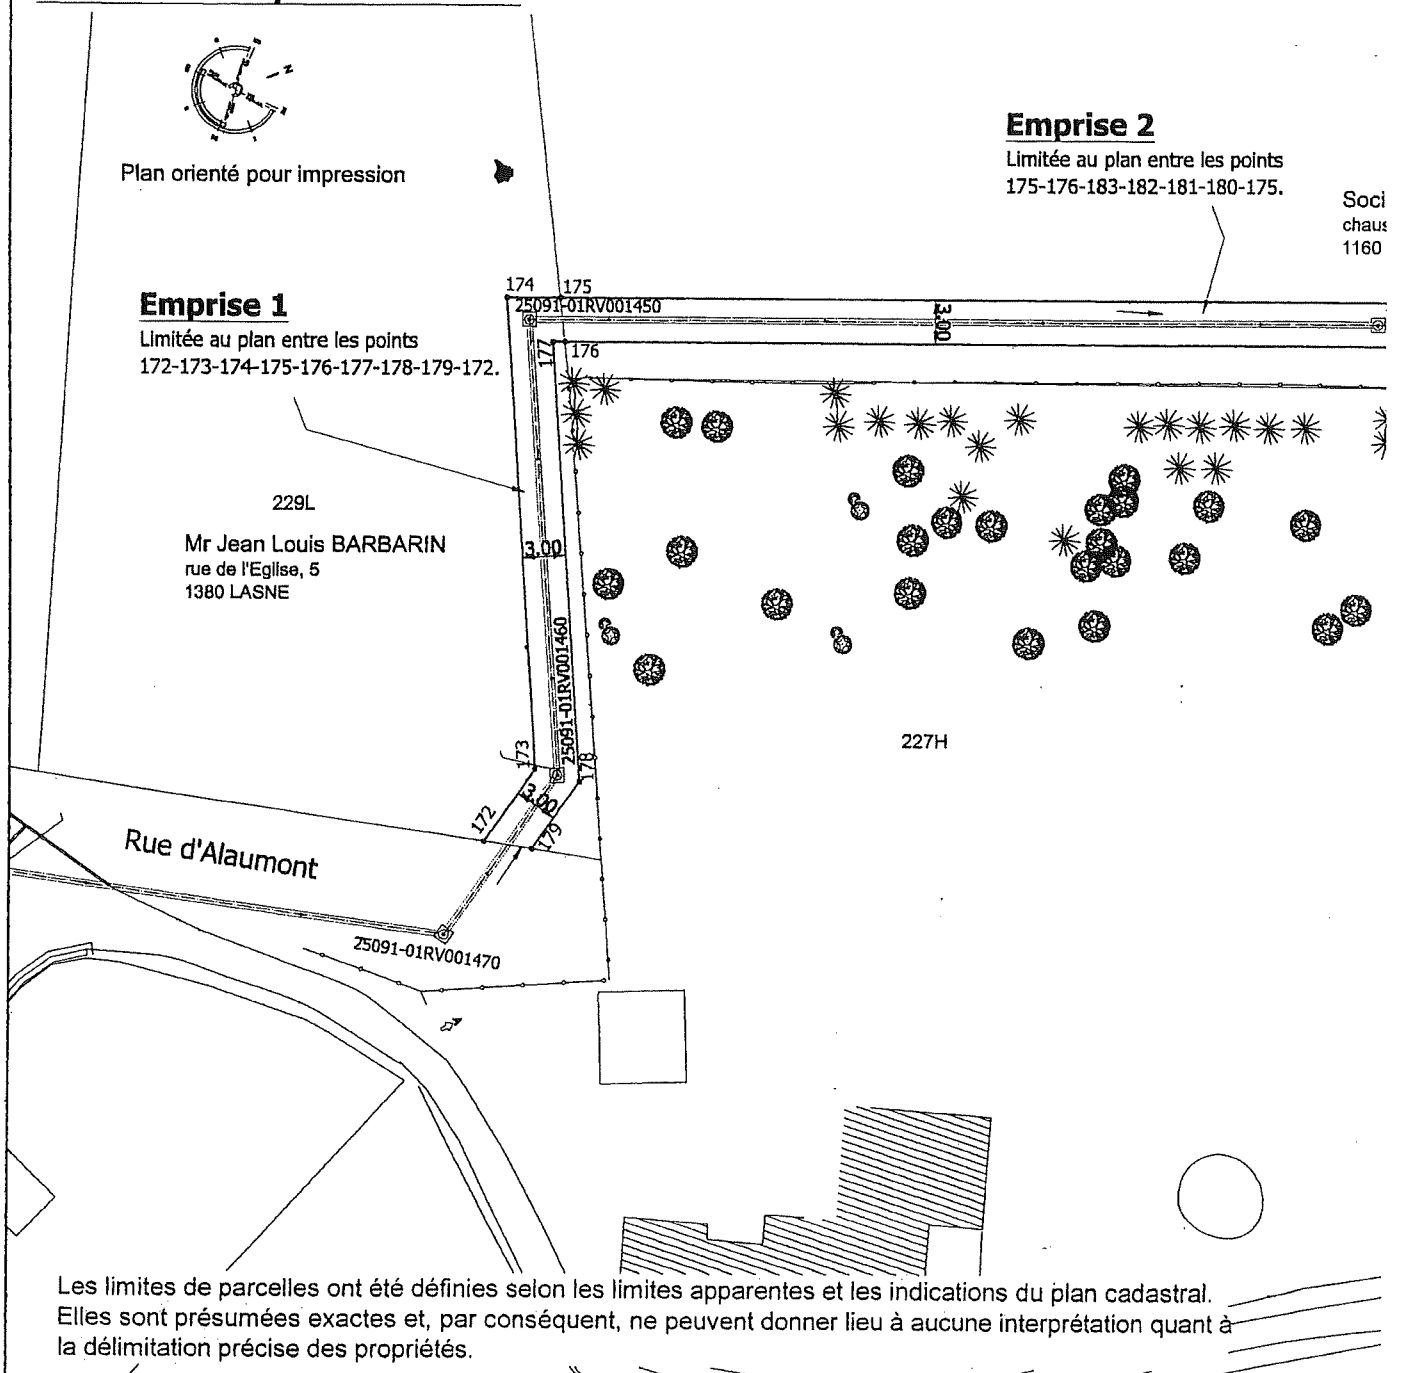 Plan orienté pour impression
N
Emprise 2
Limitée au plan entre les points
175-176-183-182-181-180-175.
Soci
chaus
1160
174
175
25091-01RV001450
3.00
Emprise 1
Limitée au plan entre les points
172-173-174-175-176-177-178-179-172.
177
176
229L
Mr Jean Louis BARBARIN
rue de l'Eglise, 5
1380 LASNE
3.00
25091-01RV001460
227H
173
178
3.00
172
179
Rue d'Alaumont
25091-01RV001470
Les limites de parcelles ont été définies selon les limites apparentes et les indications du plan cadastral.
Elles sont présumées exactes et, par conséquent, ne peuvent donner lieu à aucune interprétation quant à
la délimitation précise des propriétés.